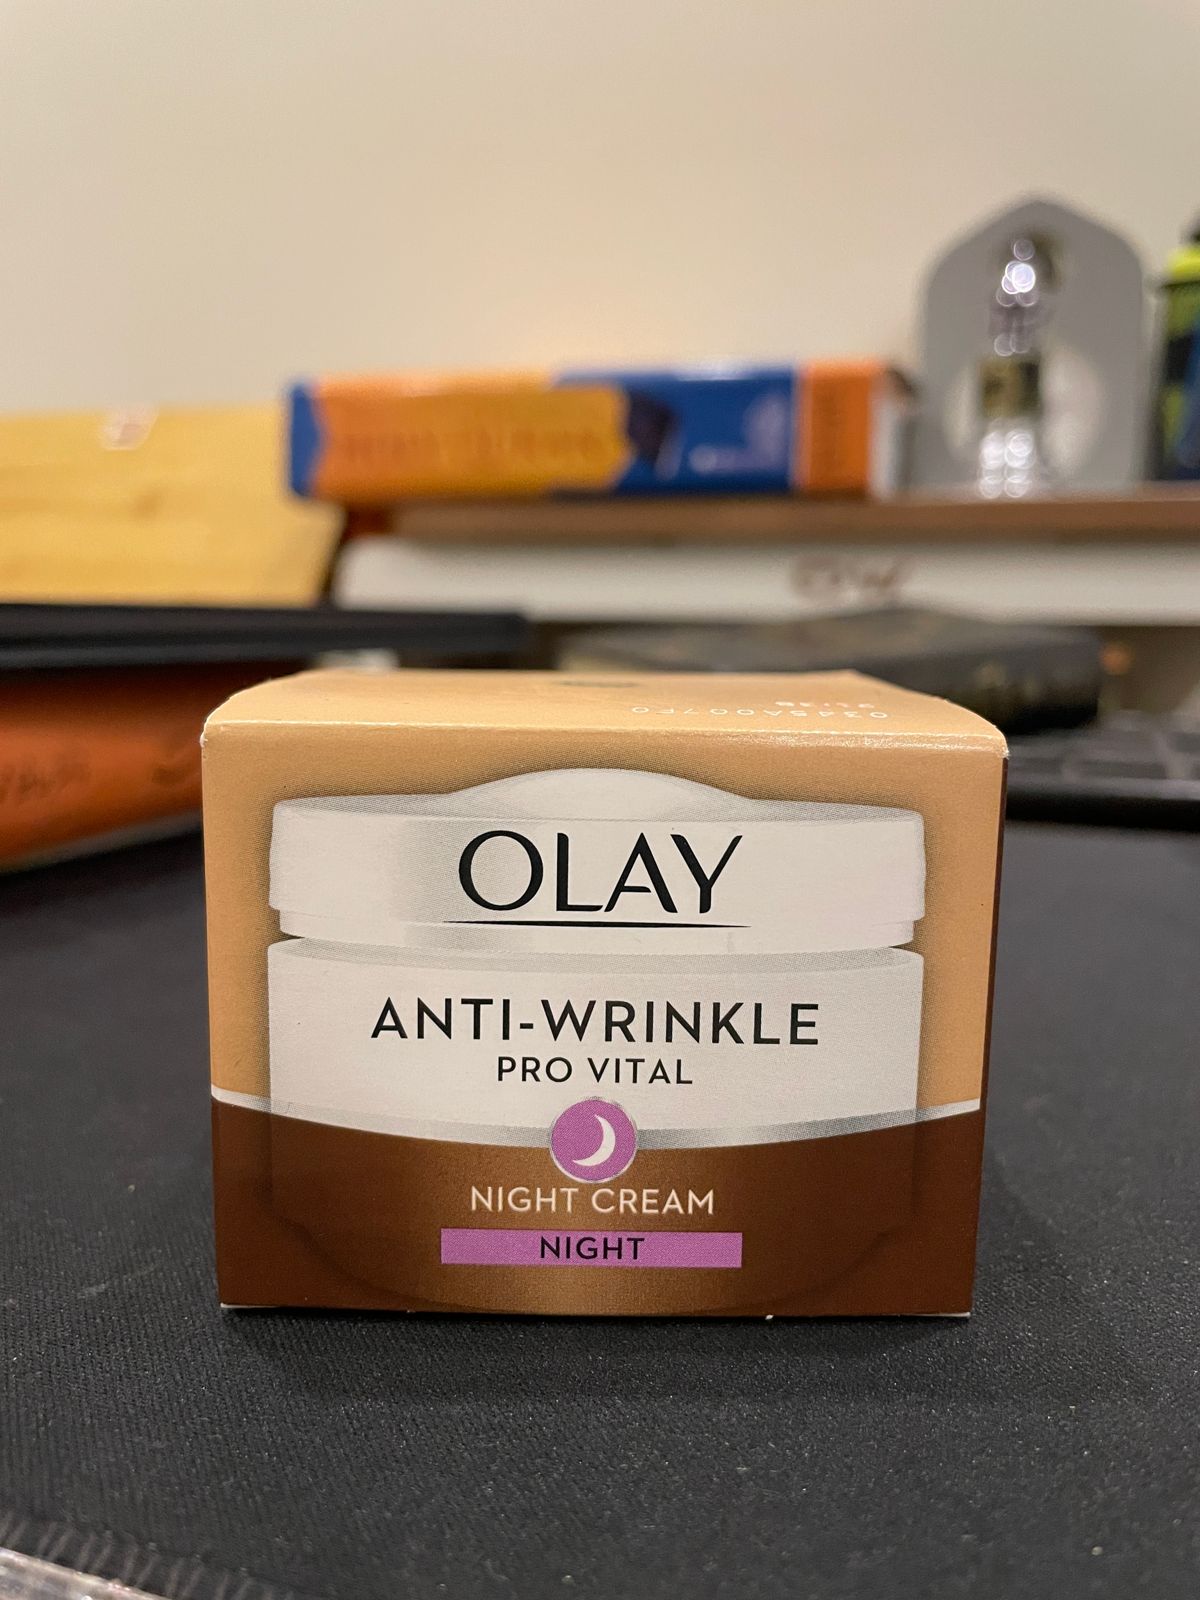 OLAY
ANTI-WRINKLE
PRO VITAL
NIGHT CREAM
NIGHT